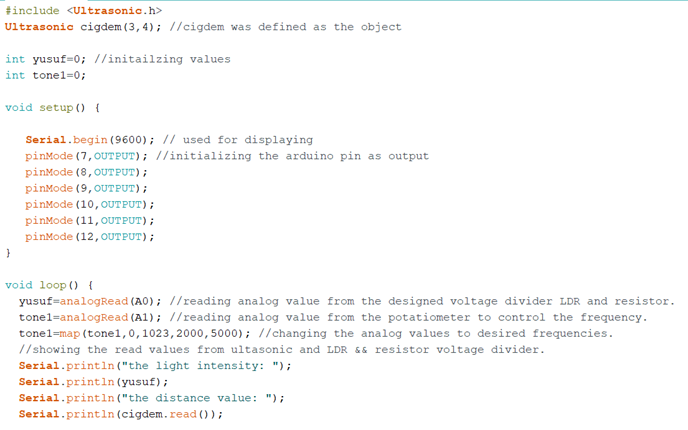 #include <Ultrasonic.h>
Ultrasonic cigdem(3,4); //cigdem was defined as the object
int yusuf=0; //initailzing values
int tone1=0;
void setup() {
Serial.begin(9600); // used for displaying
pinMode(7,OUTPUT); //initializing the arduino pin as output
pinMode(8,OUTPUT);
pinMode(9,OUTPUT);
pinMode(10,OUTPUT);
pinMode(11,OUTPUT);
pinMode(12,OUTPUT);
}
void loop() {
yusuf=analogRead(A0); //reading analog value from the designed voltage divider LDR and resistor.
tone1=analogRead(A1); //reading analog value from the potatiometer to control the frequency.
tone1=map(tone1,0,1023,2000,5000); //changing the analog values to desired frequencies.
//showing the read values from ultasonic and LDR && resistor voltage divider.
Serial.println("the light intensity: ");
Serial.println(yusuf);
Serial.println("the distance value: ");
Serial.println(cigdem.read());